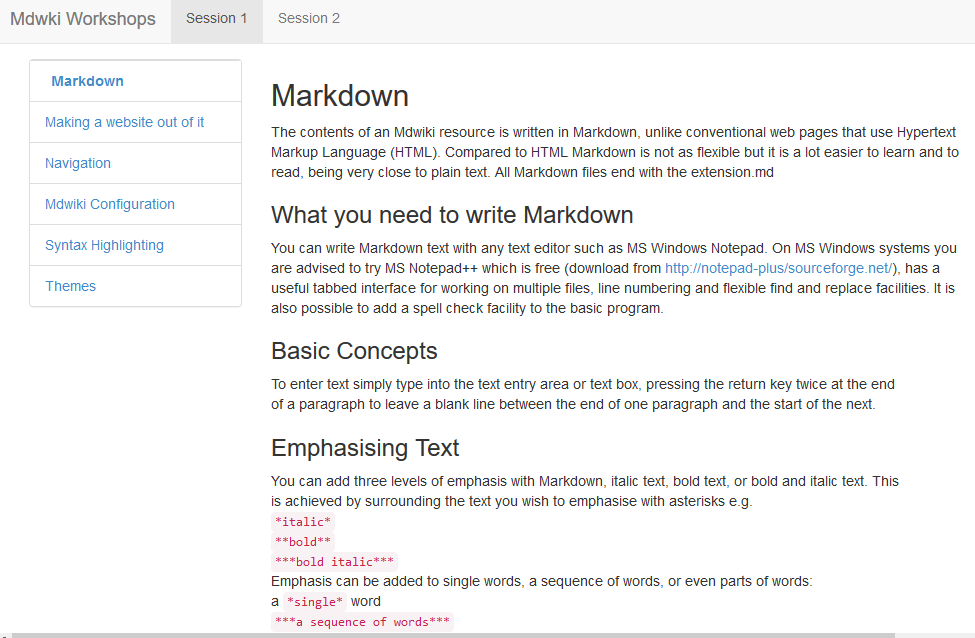 Mdwki Workshops Session 1 Session 2
Markdown
Making a website out of it
Navigation
Mdwiki Configuration
Syntax Highlighting
Themes
Markdown
The contents of an Mdwiki resource is written in Markdown, unlike conventional web pages that use Hypertext
Markup Language (HTML). Compared to HTML Markdown is not as flexible but it is a lot easier to learn and to
read, being very close to plain text. All Markdown files end with the extension.md
What you need to write Markdown
You can write Markdown text with any text editor such as MS Windows Notepad. On MS Windows systems you
are advised to try MS Notepad++ which is free (download from http://notepad-plus/sourceforge.net/), has a
useful tabbed interface for working on multiple files, line numbering and flexible find and replace facilities. It is
also possible to add a spell check facility to the basic program.
Basic Concepts
To enter text simply type into the text entry area or text box, pressing the return key twice at the end
of a paragraph to leave a blank line between the end of one paragraph and the start of the next.
Emphasising Text
You can add three levels of emphasis with Markdown, italic text, bold text, or bold and italic text. This
is achieved by surrounding the text you wish to emphasise with asterisks e.g.
*italic*
**bold**
***bold italic***
Emphasis can be added to single words, a sequence of words, or even parts of words:
a *single* word
***a sequence of words***